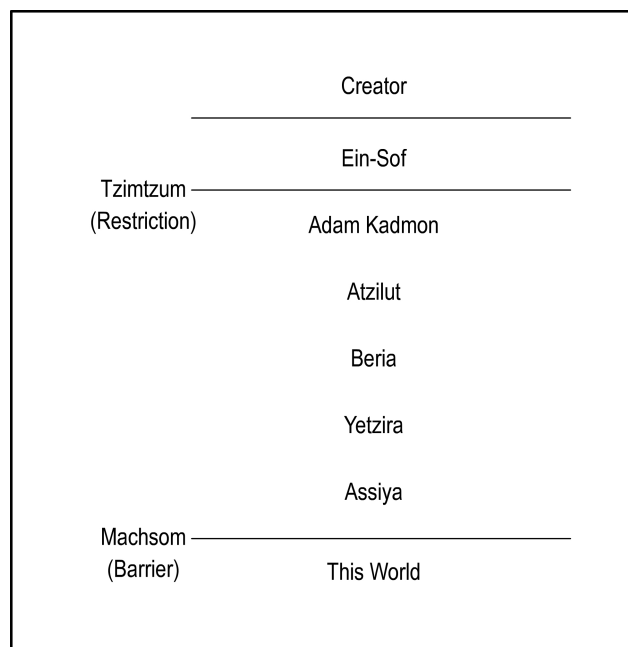 Creator
Ein-Sof
Tzimtzum
(Restriction)
Adam Kadmon
Atzilut
Beria
Yetzira
Assiya
Machsom
(Barrier)
This World